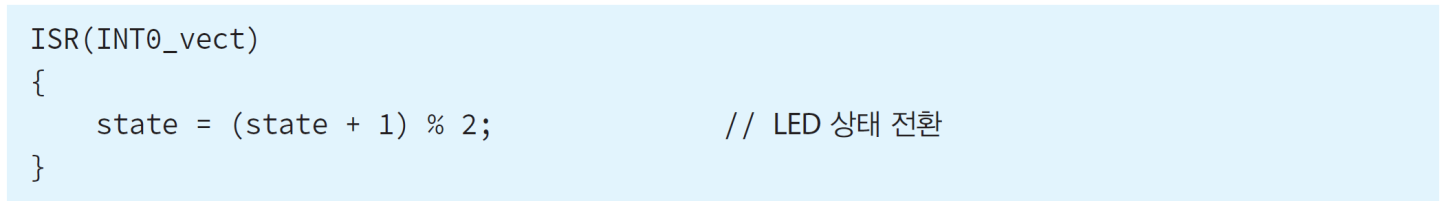 ISR(INT0_vect)
{
    state = (state + 1) % 2;               // LED 상태 전환
}